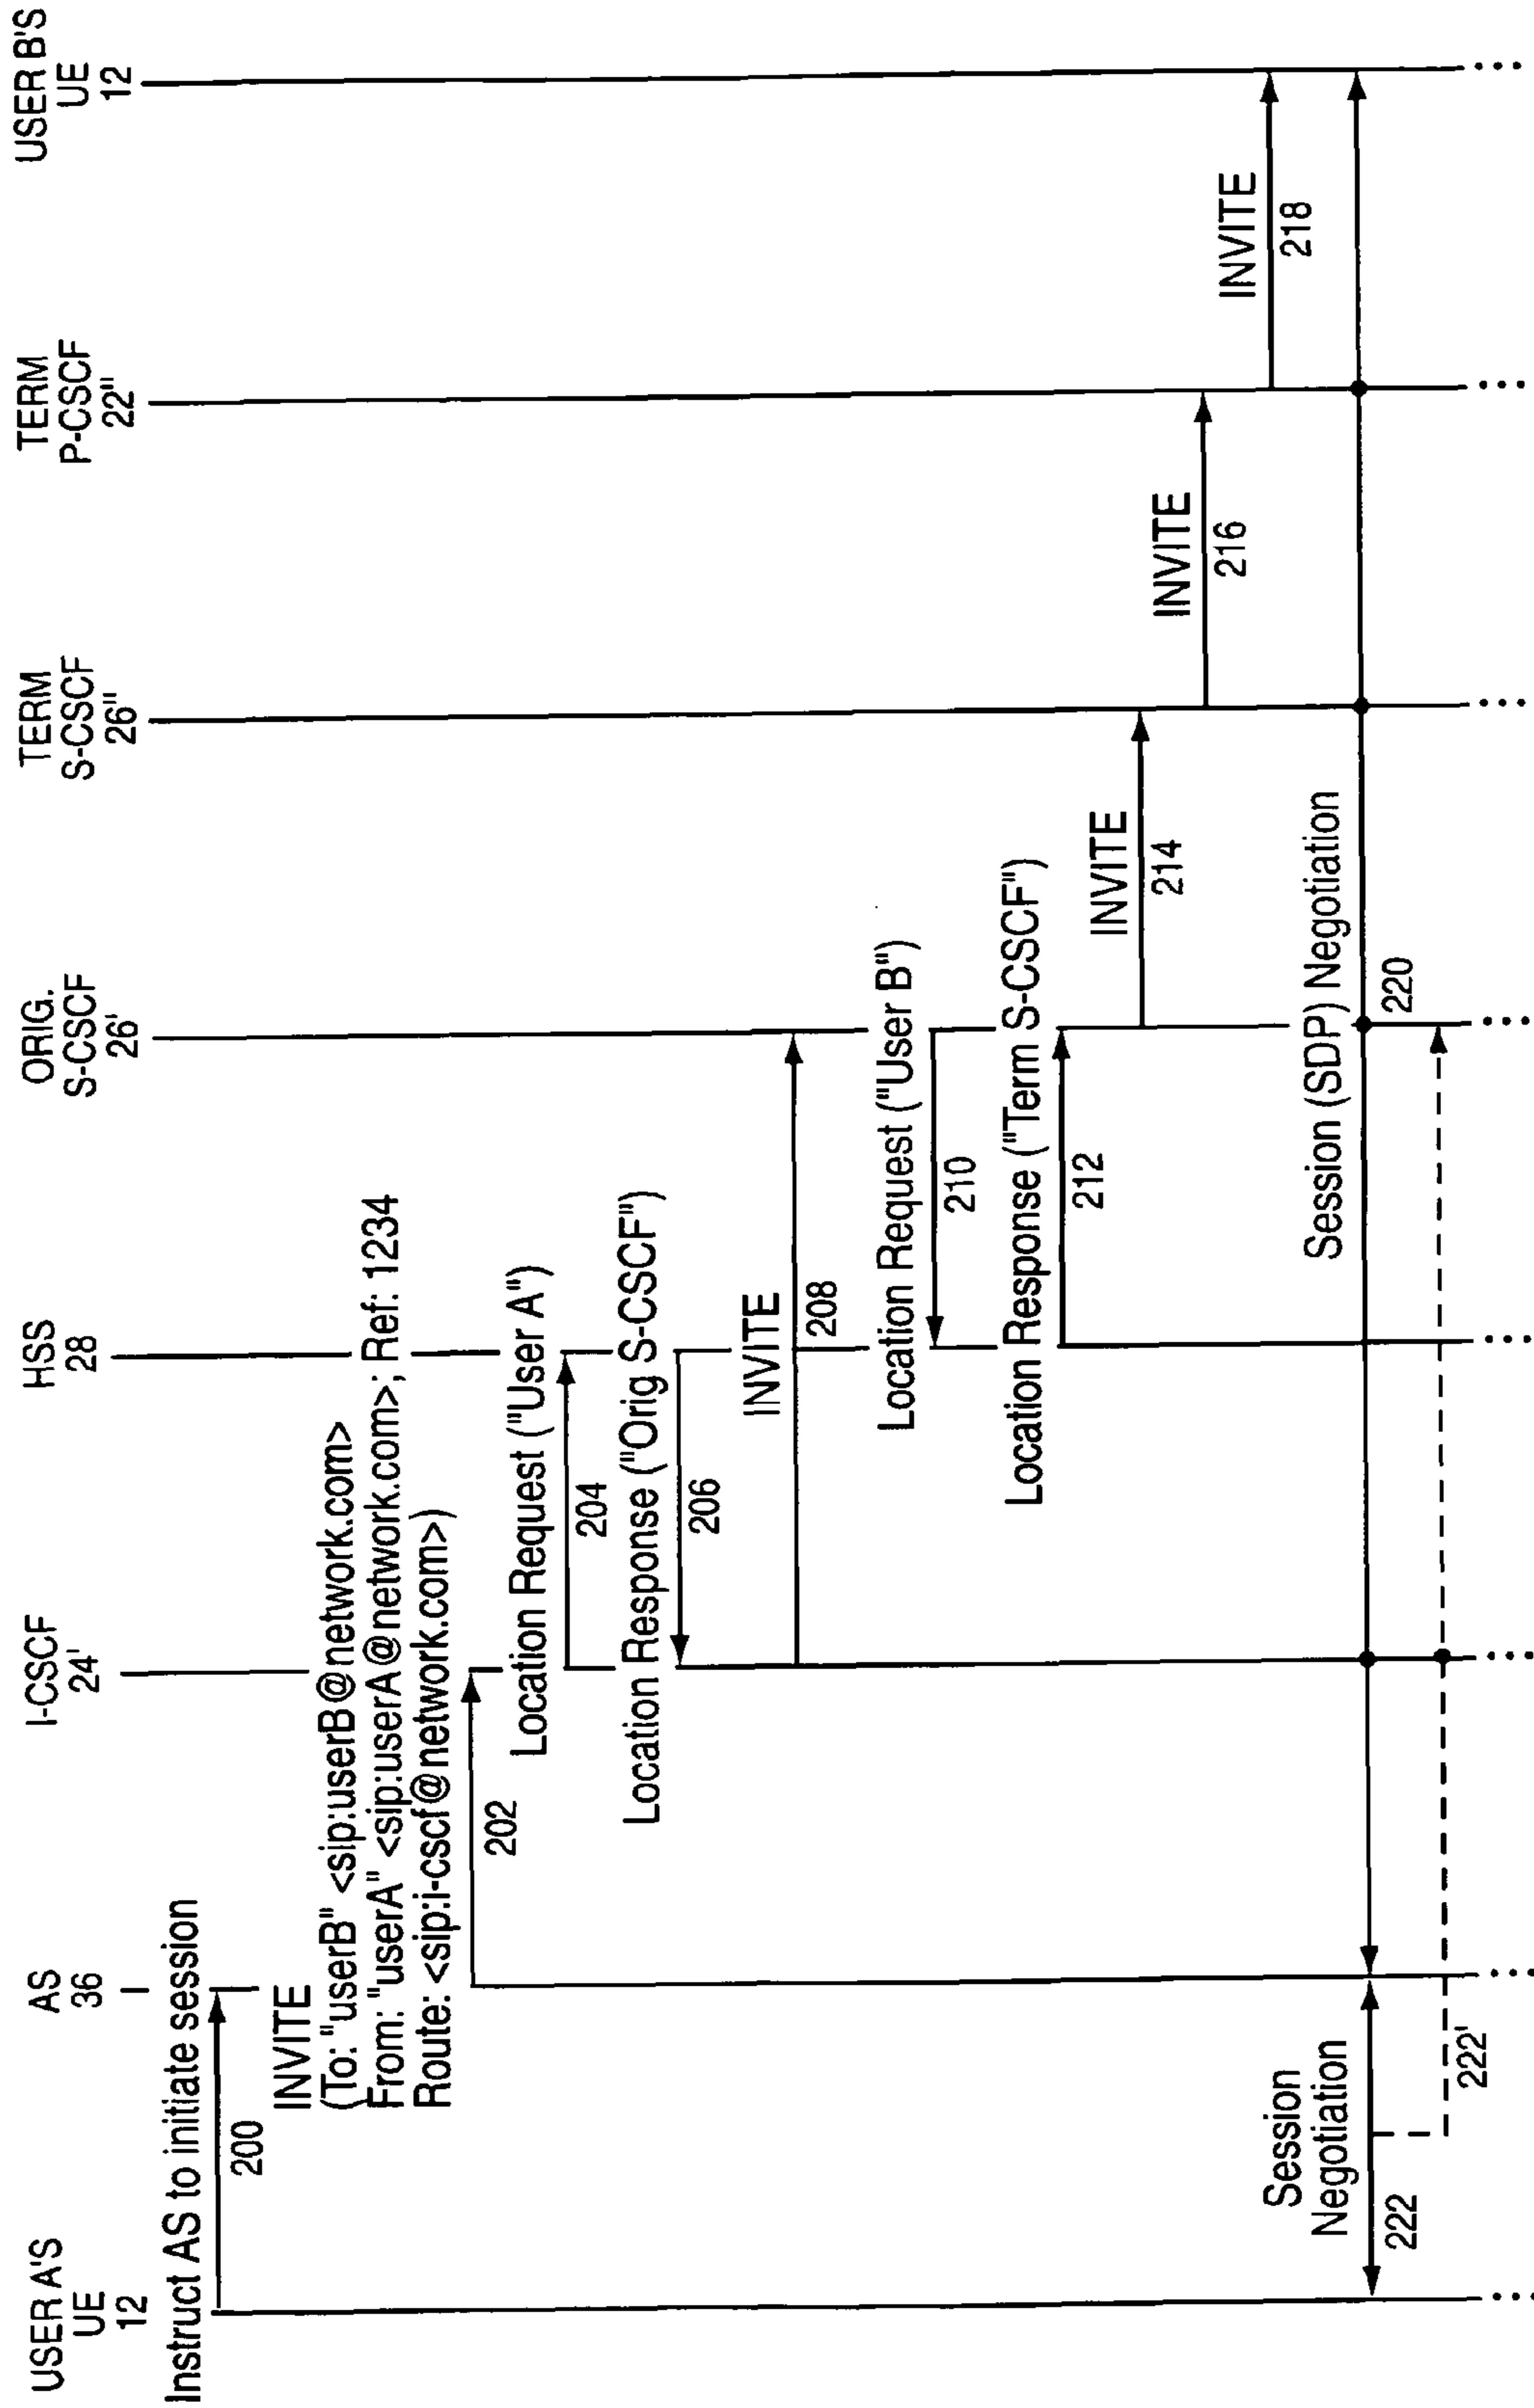 USER A'S
UE
12
AS
36
I-CSCF
24'
HSS
28
ORIG.
S-CSCF
26'
TERM
S-CSCF
26"
TERM
P-CSCF
22"
USER B'S
UE
12
Instruct AS to initiate session
200
INVITE
(To: "userB" <sip:userB@network.com>
From: "userA" <sip:userA@network.com>; Ref: 1234
Route: <sip:i-cscf@network.com>)
202
Location Request ("User A")
204
Location Response ("Orig S-CSCF")
206
INVITE
208
Location Request ("User B")
210
Location Response ("Term S-CSCF")
212
INVITE
214
INVITE
216
INVITE
218
Session (SDP) Negotiation
220
Session
Negotiation
222
222'